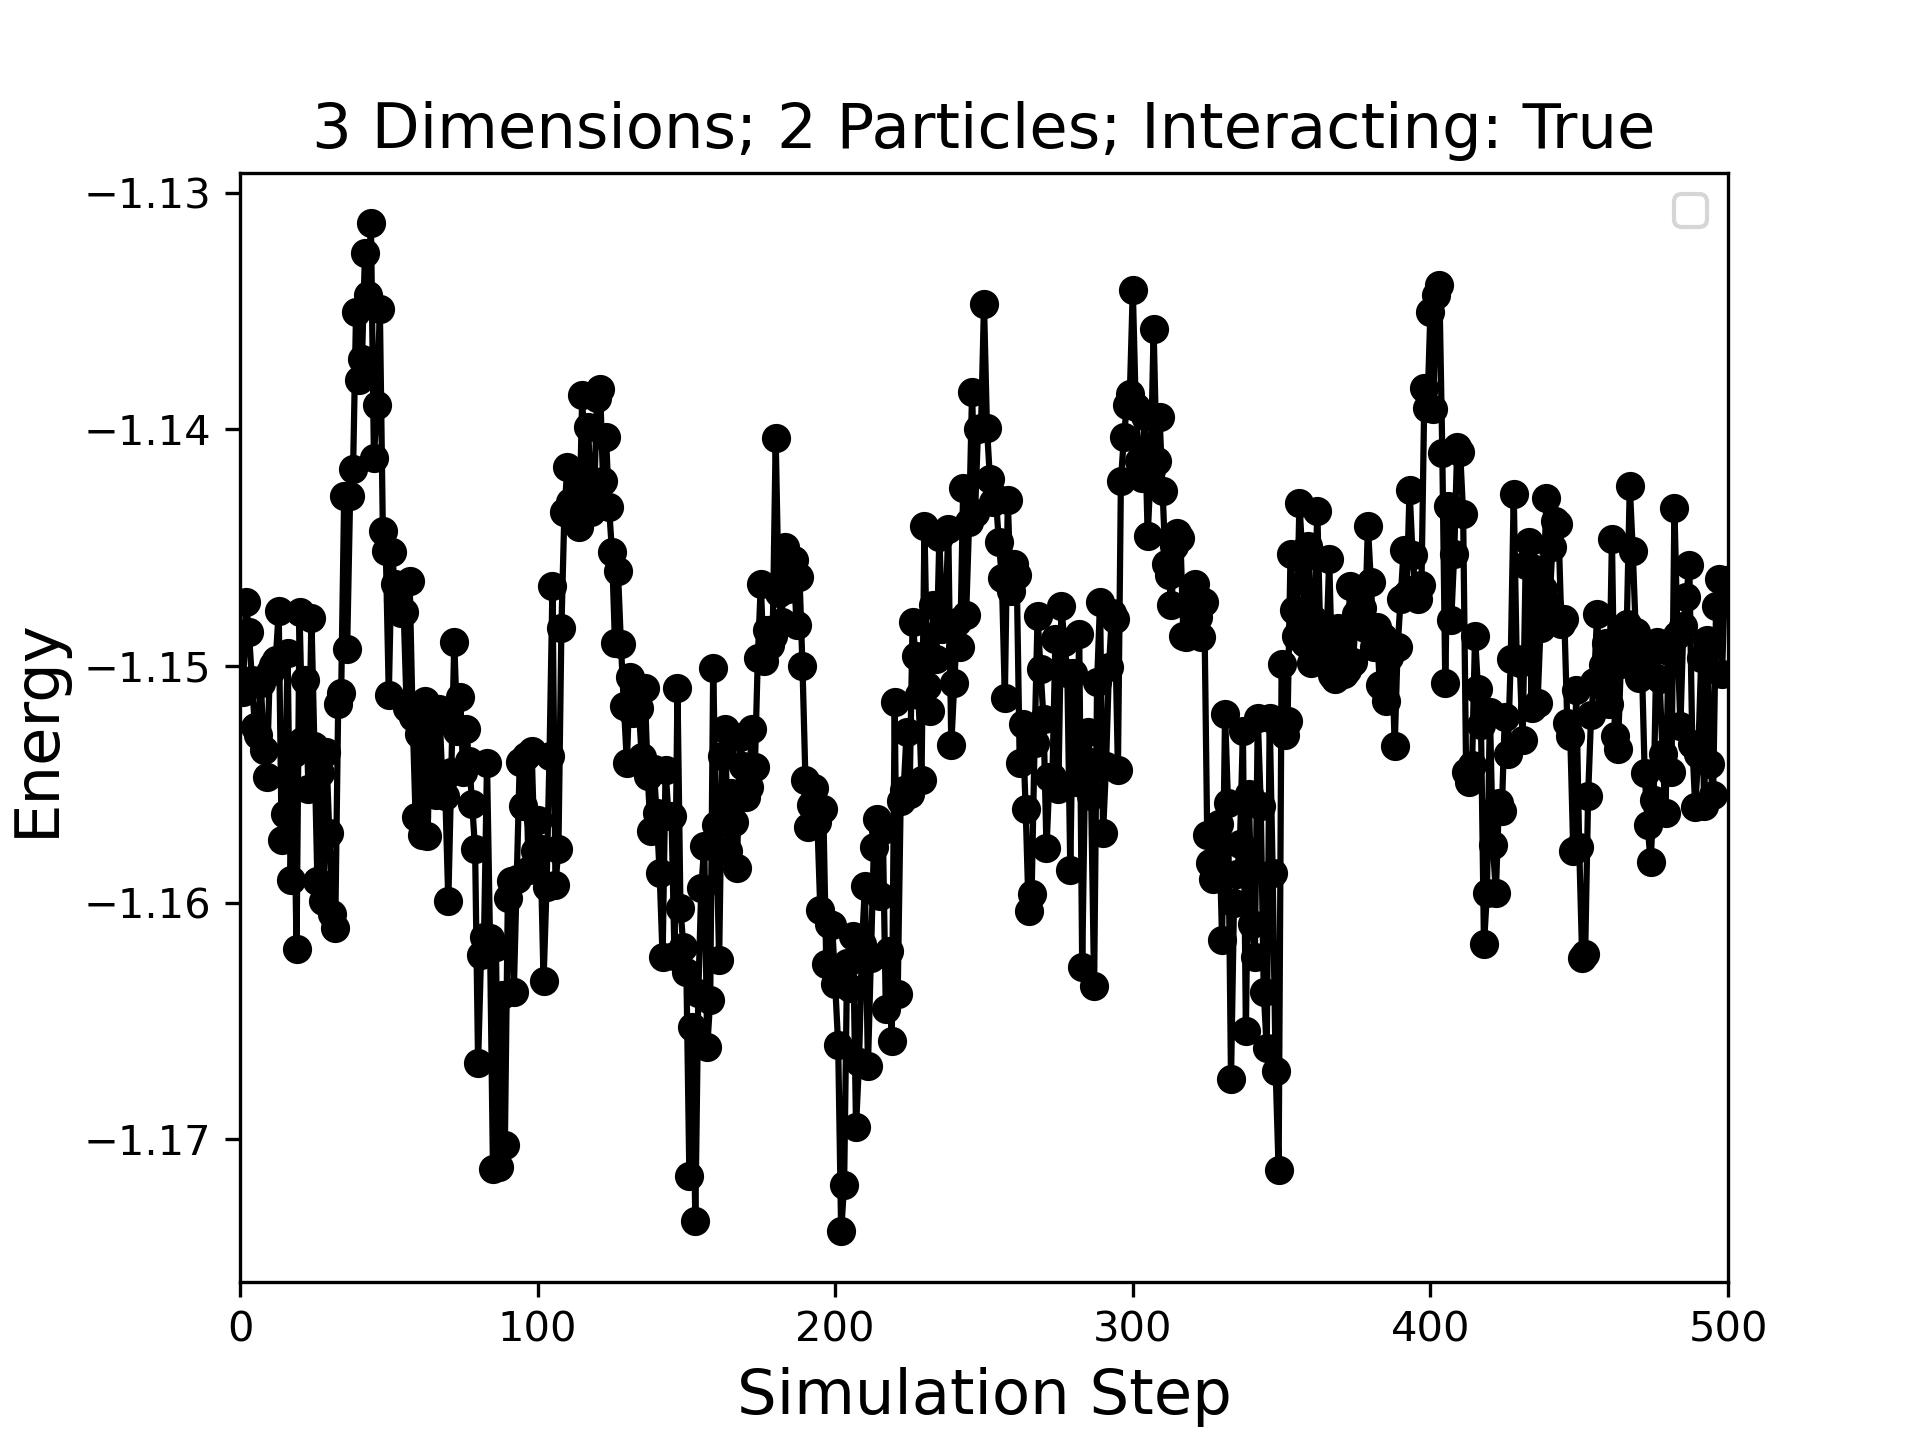 3 Dimensions; 2 Particles; Interacting: True
−1.13
−1.14
−1.15
−1.16
−1.17
Energy
0 100 200 300 400 500
Simulation Step